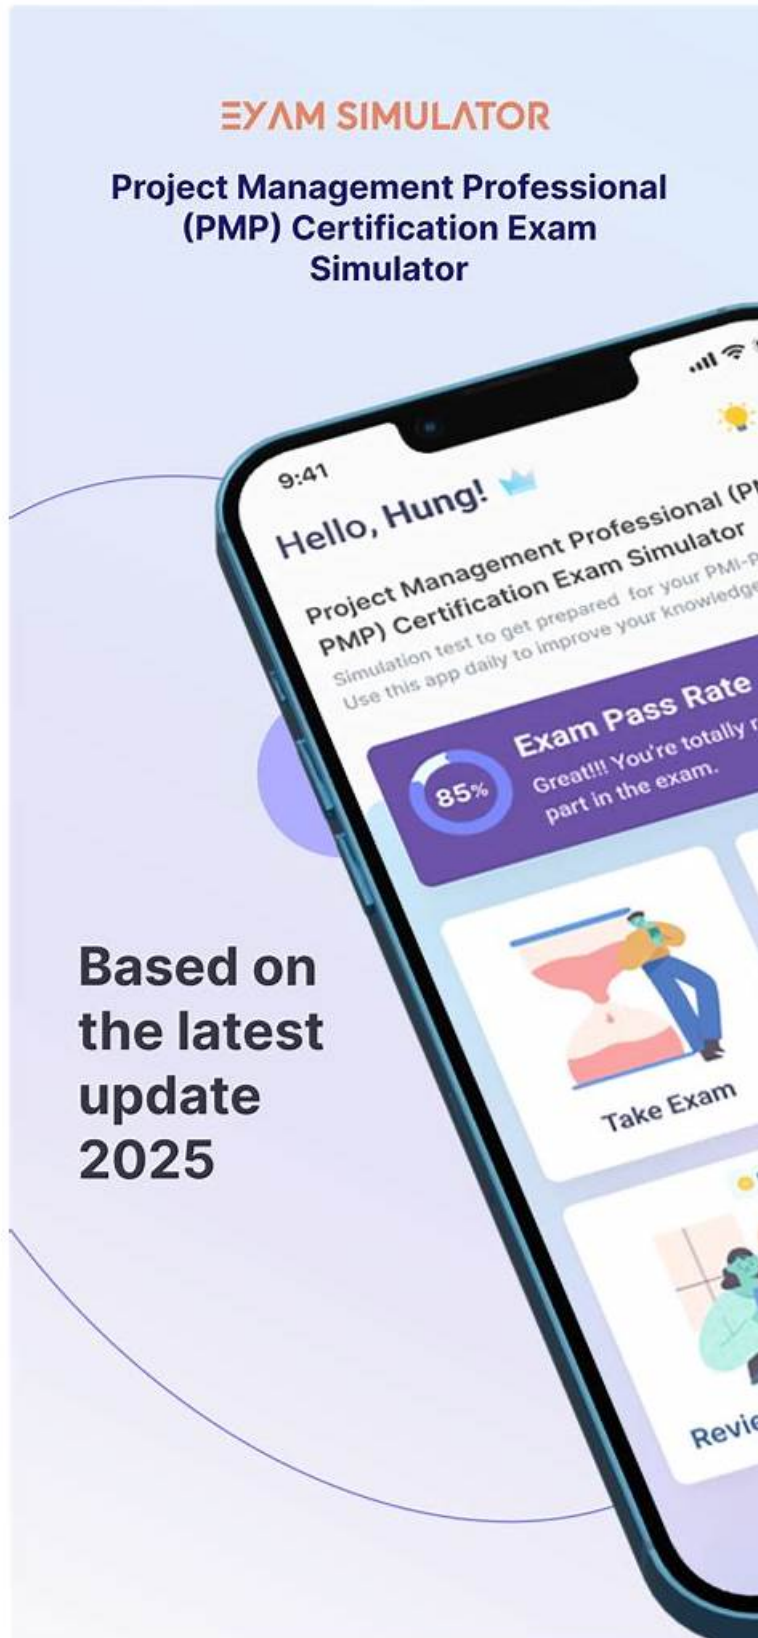 EXAM SIMULATOR
Project Management Professional
(PMP) Certification Exam
Simulator
9:41
Hello, Hung!
Project Management Professional
PMP) Certification Exam Simulator
Simulation test to get prepared for your
Use this app daily to improve your knowledge
Exam Pass Rate
85%
Great!!! You're totally
part in the exam.
Take Exam
Based on
the latest
update
2025